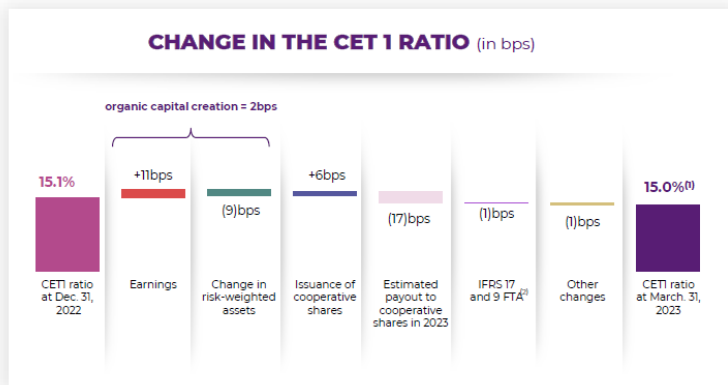 CHANGE IN THE CET 1 RATIO (in bps)
organic capital creation = 2bps
15.1%
+11bps
(9)bps
+6bps
(17)bps
(1)bps
(1)bps
15.0%(1)
CET1 ratio
at Dec. 31,
2022
Earnings
Change in
risk-weighted
assets
Issuance of
cooperative
shares
Estimated
payout to
cooperative
shares in 2023
IFRS 17
and 9 FTA(2)
Other
changes
CET1 ratio
at March. 31,
2023